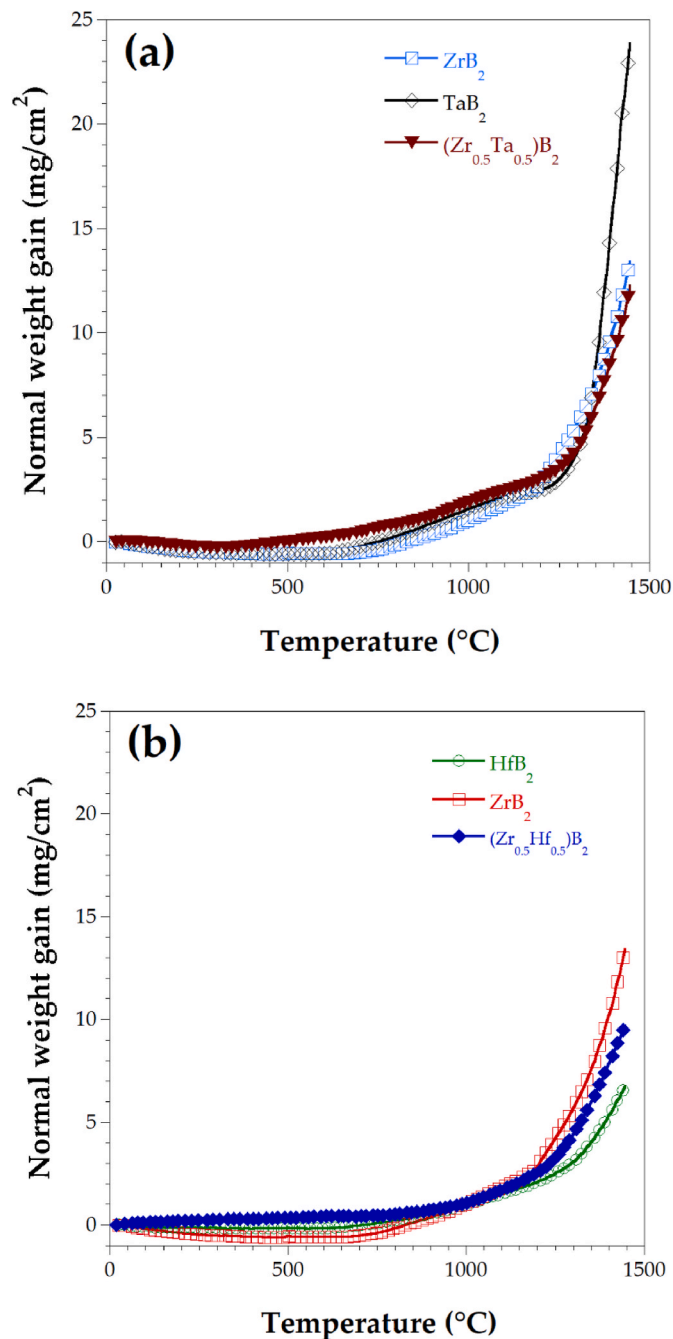 (a)
ZrB2
TaB2
(Zr0.5Ta0.5)B2
Normal weight gain (mg/cm2)
25
20
15
10
5
0
0 500 1000 1500
Temperature (°C)
(b)
HfB2
ZrB2
(Zr0.5Hf0.5)B2
Normal weight gain (mg/cm2)
25
20
15
10
5
0
0 500 1000 1500
Temperature (°C)